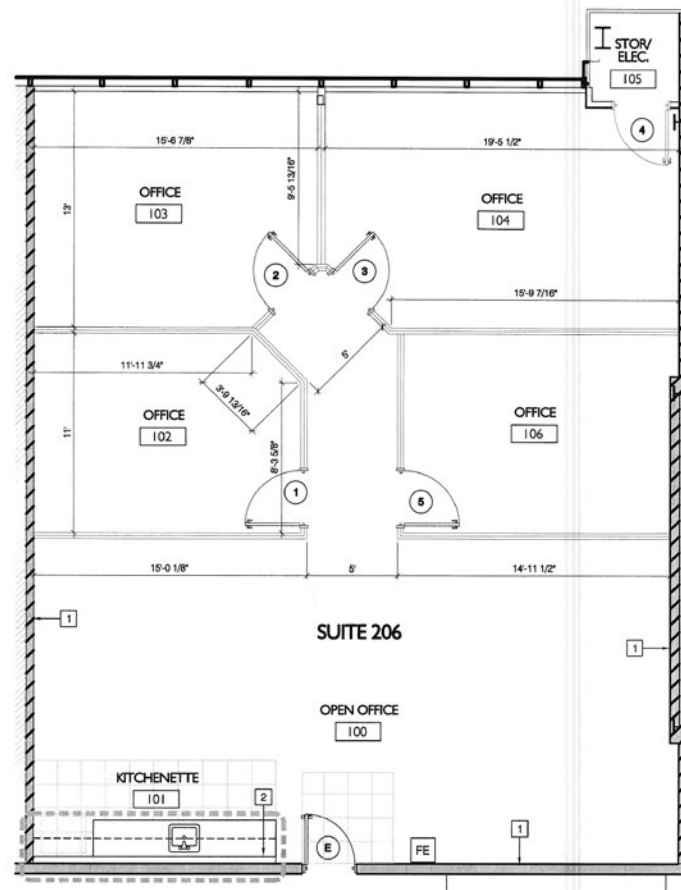 STOR/
ELEC.
105
4
15'-6 7/8"
19'-5 1/2"
9'-5 13/16"
OFFICE
103
OFFICE
104
13'
2
3
15'-9 7/16"
11'-11 3/4"
5'
3'-9 13/16"
OFFICE
102
OFFICE
106
11'
8'-3 5/8"
1
5
15'-0 1/8"
5'
14'-11 1/2"
1
SUITE 206
1
OPEN OFFICE
100
KITCHENETTE
101
2
E
FE
1